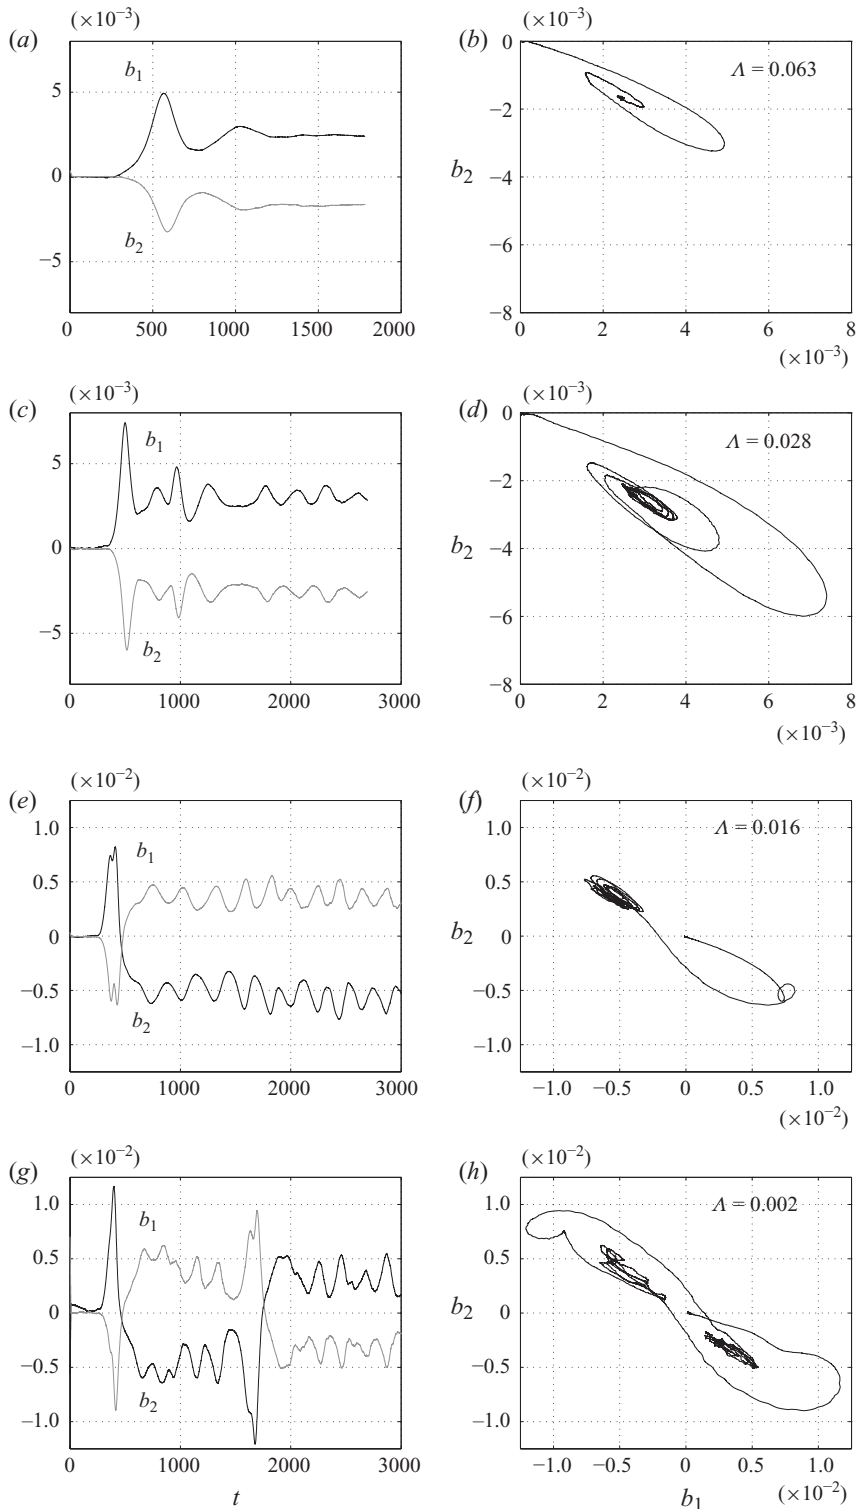 (×10⁻³)
(a)
b₁
b₂
5
0
−5
0 500 1000 1500 2000
(×10⁻³)
(b)
Λ = 0.063
0
−2
b₂
−4
−6
−8
0 2 4 6 8
(×10⁻³)
(×10⁻³)
(c)
b₁
b₂
5
0
−5
0 1000 2000 3000
(×10⁻³)
(d)
Λ = 0.028
0
−2
b₂
−4
−6
−8
0 2 4 6 8
(×10⁻³)
(×10⁻²)
(e)
b₁
b₂
1.0
0.5
0
−0.5
−1.0
0 1000 2000 3000
(×10⁻²)
(f)
Λ = 0.016
1.0
0.5
b₂
0
−0.5
−1.0
−1.0 −0.5 0 0.5 1.0
(×10⁻²)
(×10⁻²)
(g)
b₁
b₂
1.0
0.5
0
−0.5
−1.0
0 1000 2000 3000
t
(×10⁻²)
(h)
Λ = 0.002
1.0
0.5
b₂
0
−0.5
−1.0
−1.0 −0.5 0 0.5 1.0
b₁ (×10⁻²)